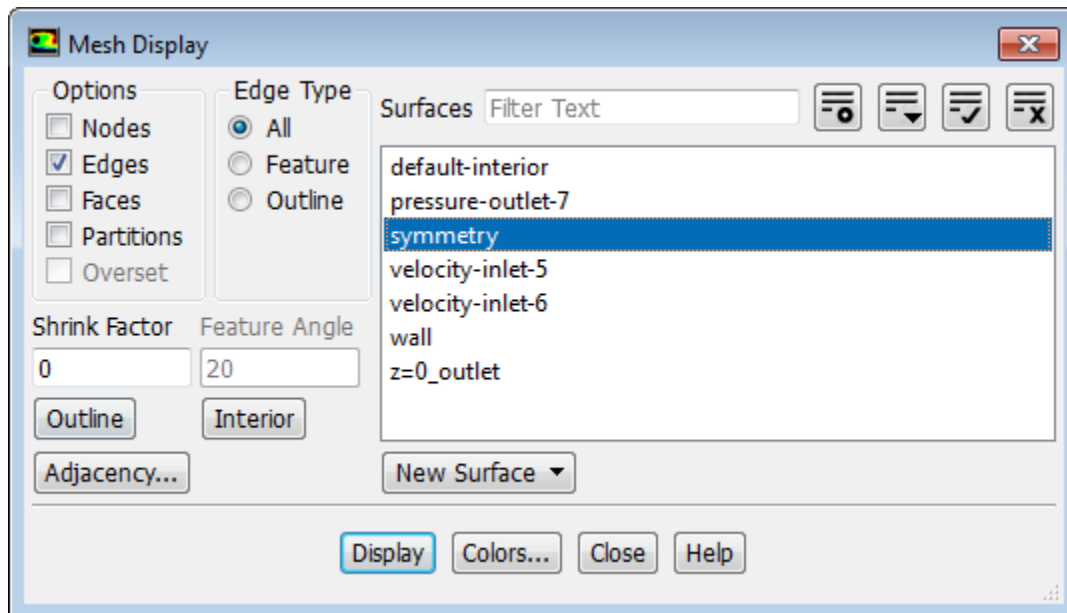 Mesh Display
Options
Nodes
Edges
Faces
Partitions
Overset
Edge Type
All
Feature
Outline
Shrink Factor
0
Feature Angle
20
Outline
Interior
Adjacency...
Surfaces
Filter Text
default-interior
pressure-outlet-7
symmetry
velocity-inlet-5
velocity-inlet-6
wall
z=0_outlet
New Surface
Display
Colors...
Close
Help